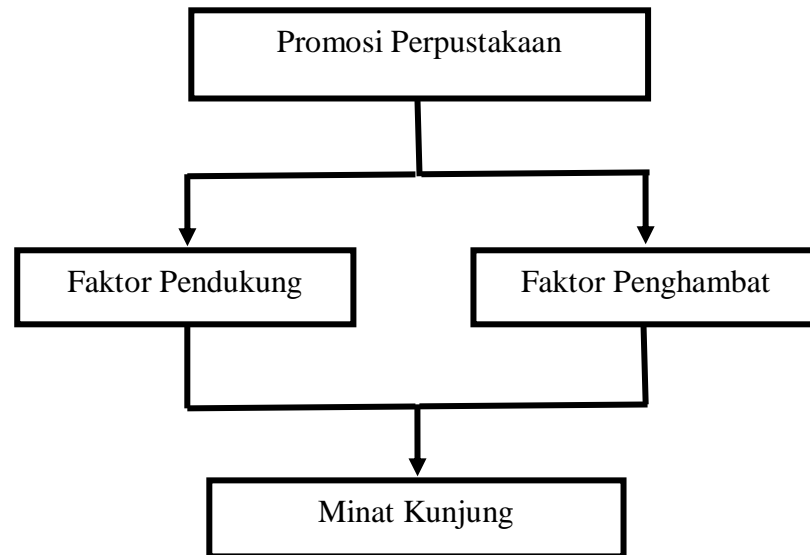 Promosi Perpustakaan
Faktor Pendukung
Faktor Penghambat
Minat Kunjung